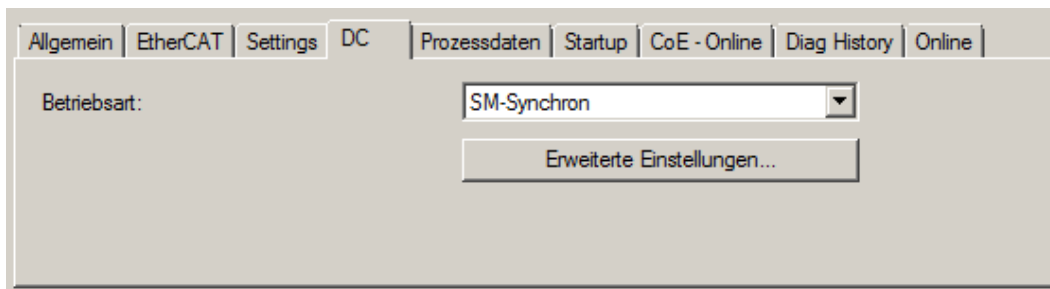 Allgemein EtherCAT Settings DC Prozessdaten Startup CoE - Online Diag History Online
Betriebsart: SM-Synchron
Erweiterte Einstellungen...